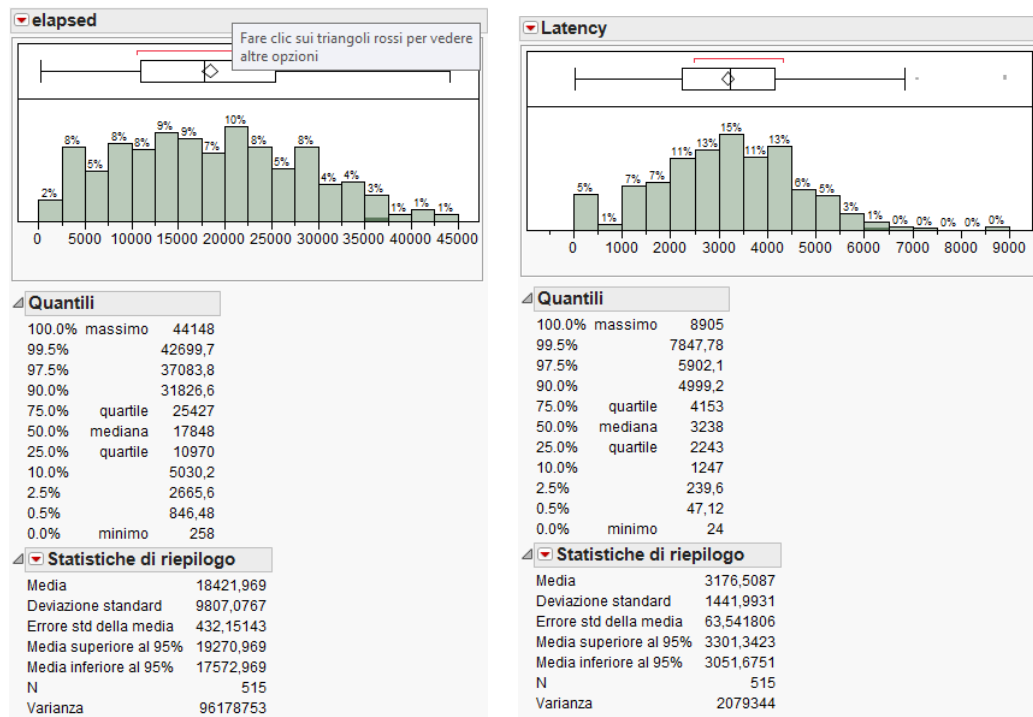 elapsed
Fare clic sui triangoli rossi per vedere
altre opzioni
2% 8% 5% 8% 8% 9% 9% 7% 10% 8% 5% 8% 4% 4% 3% 1% 1% 1%
0 5000 10000 15000 20000 25000 30000 35000 40000 45000
Quantili
100.0% massimo 44148
99.5% 42699,7
97.5% 37083,8
90.0% 31826,6
75.0% quartile 25427
50.0% mediana 17848
25.0% quartile 10970
10.0% 5030,2
2.5% 2665,6
0.5% 846,48
0.0% minimo 258
Statistiche di riepilogo
Media 18421,969
Deviazione standard 9807,0767
Errore std della media 432,15143
Media superiore al 95% 19270,969
Media inferiore al 95% 17572,969
N 515
Varianza 96178753
Latency
5% 1% 7% 7% 11% 13% 15% 11% 13% 6% 5% 3% 1% 0% 0% 0% 0% 0%
0 1000 2000 3000 4000 5000 6000 7000 8000 9000
Quantili
100.0% massimo 8905
99.5% 7847,78
97.5% 5902,1
90.0% 4999,2
75.0% quartile 4153
50.0% mediana 3238
25.0% quartile 2243
10.0% 1247
2.5% 239,6
0.5% 47,12
0.0% minimo 24
Statistiche di riepilogo
Media 3176,5087
Deviazione standard 1441,9931
Errore std della media 63,541806
Media superiore al 95% 3301,3423
Media inferiore al 95% 3051,6751
N 515
Varianza 2079344